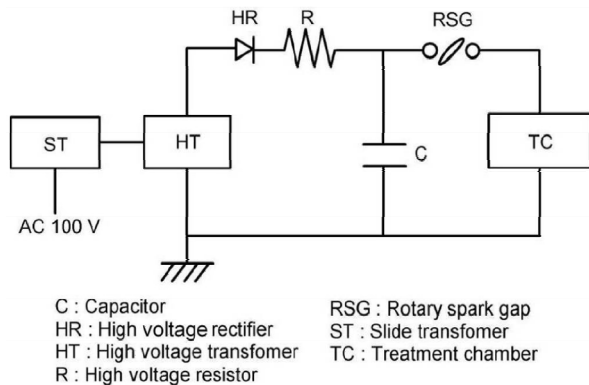 HR R RSG
ST HT C TC
AC 100 V
C : Capacitor
HR : High voltage rectifier
HT : High voltage transfomer
R : High voltage resistor
RSG : Rotary spark gap
ST : Slide transfomer
TC : Treatment chamber